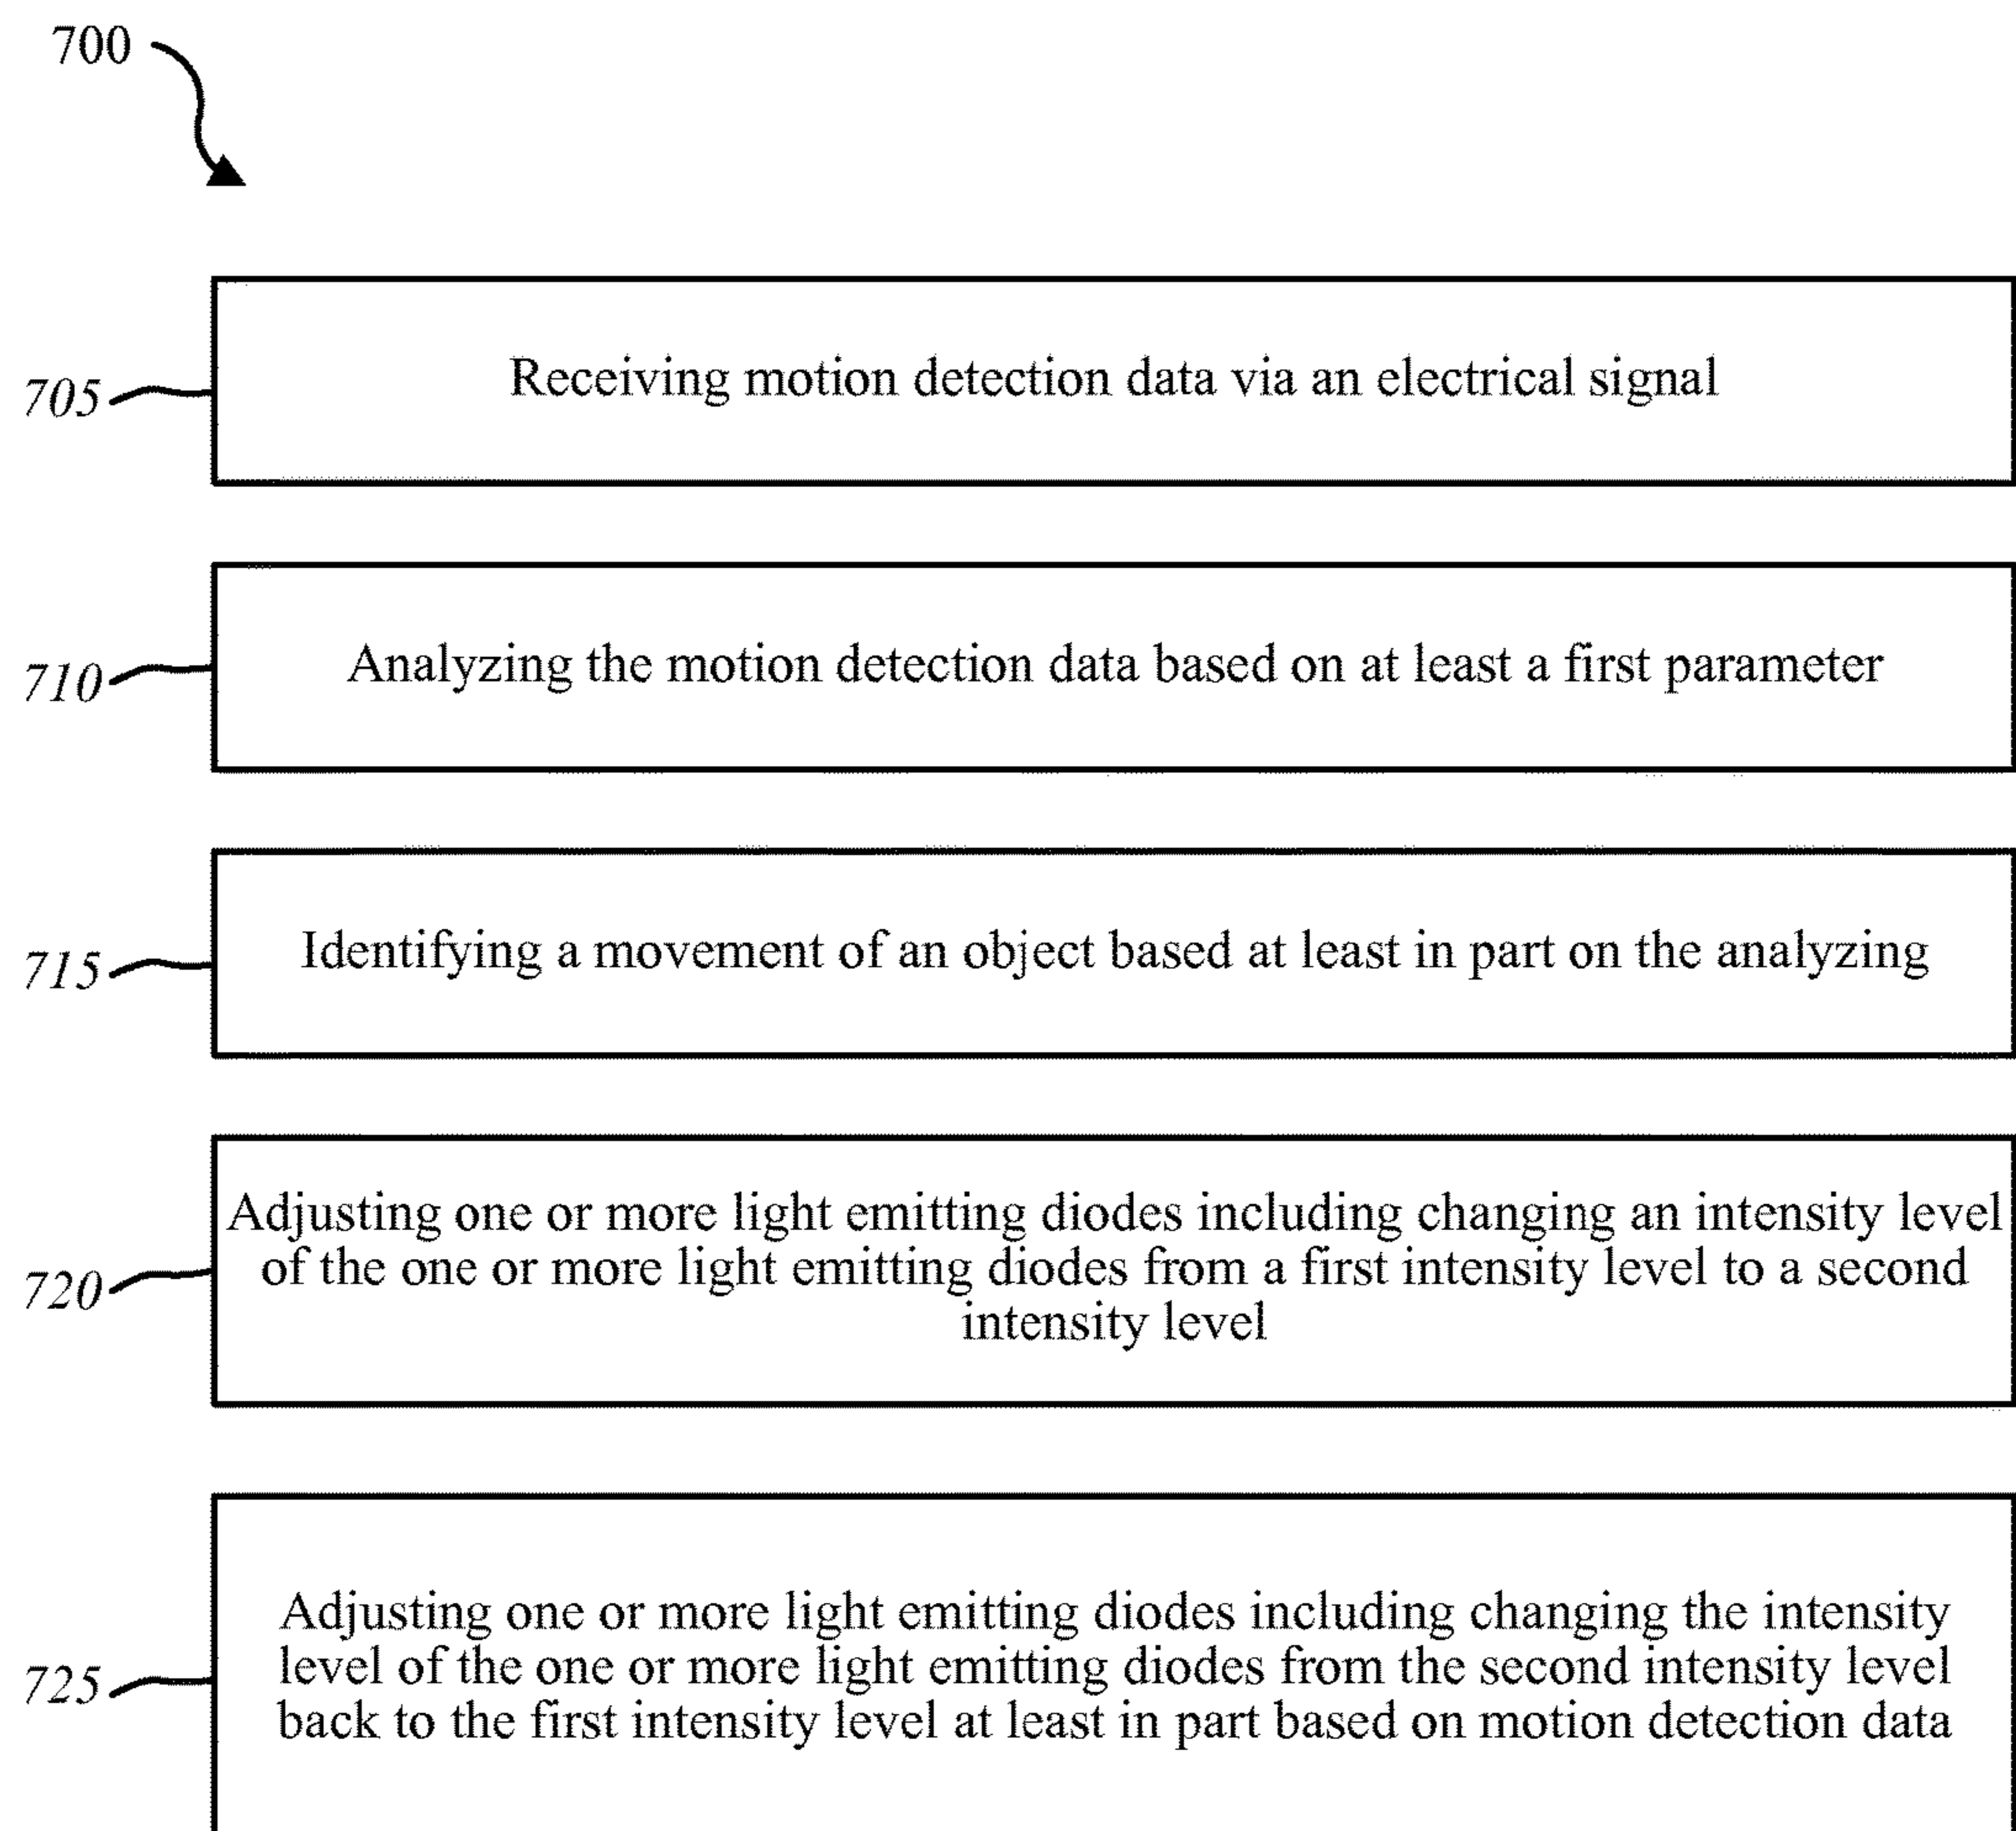 700
705
Receiving motion detection data via an electrical signal
710
Analyzing the motion detection data based on at least a first parameter
715
Identifying a movement of an object based at least in part on the analyzing
720
Adjusting one or more light emitting diodes including changing an intensity level
of the one or more light emitting diodes from a first intensity level to a second
intensity level
725
Adjusting one or more light emitting diodes including changing the intensity
level of the one or more light emitting diodes from the second intensity level
back to the first intensity level at least in part based on motion detection data